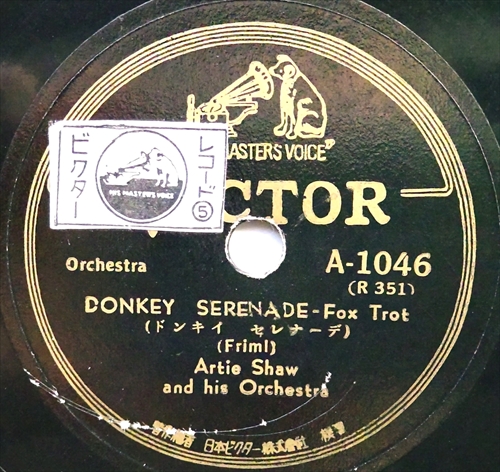 MASTER'S VOICE
ビクター
レコード
HIS MASTER'S VOICE
5
CTOR
Orchestra
A-1046
(R 351)
DONKEY SERENADE-Fox Trot
(ドンキイ セレナーデ)
(Friml)
Artie Shaw
and his Orchestra
日本ビクター株式會社